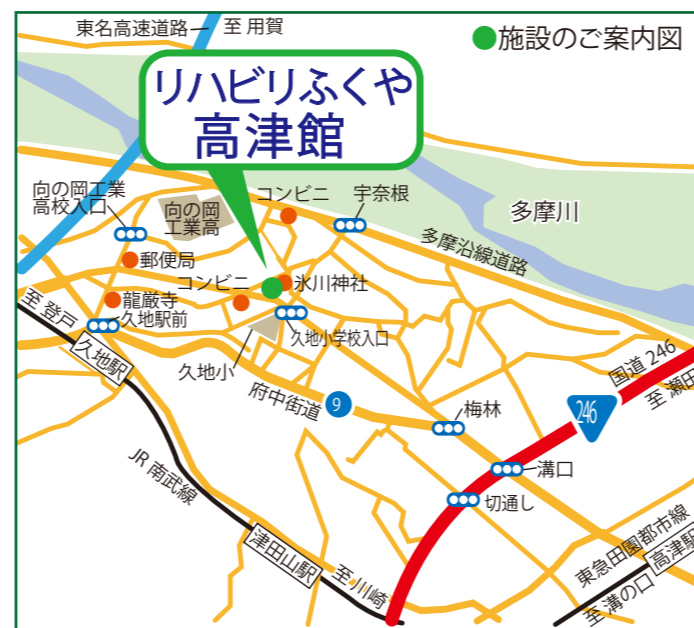 東名高速道路
至 用賀
●施設のご案内図
リハビリふくや
高津館
向の岡工業
高校入口
向の岡
工業高
コンビニ
宇奈根
多摩川
多摩沿線道路
郵便局
コンビニ
氷川神社
龍厳寺
久地駅前
久地小学校入口
至 登戸
久地駅
久地小
府中街道
9
国道 246
至 瀬田
246
梅林
溝口
切通し
JR 南武線
津田山駅
至 川崎
東急田園都市線
高津駅
至 溝の口